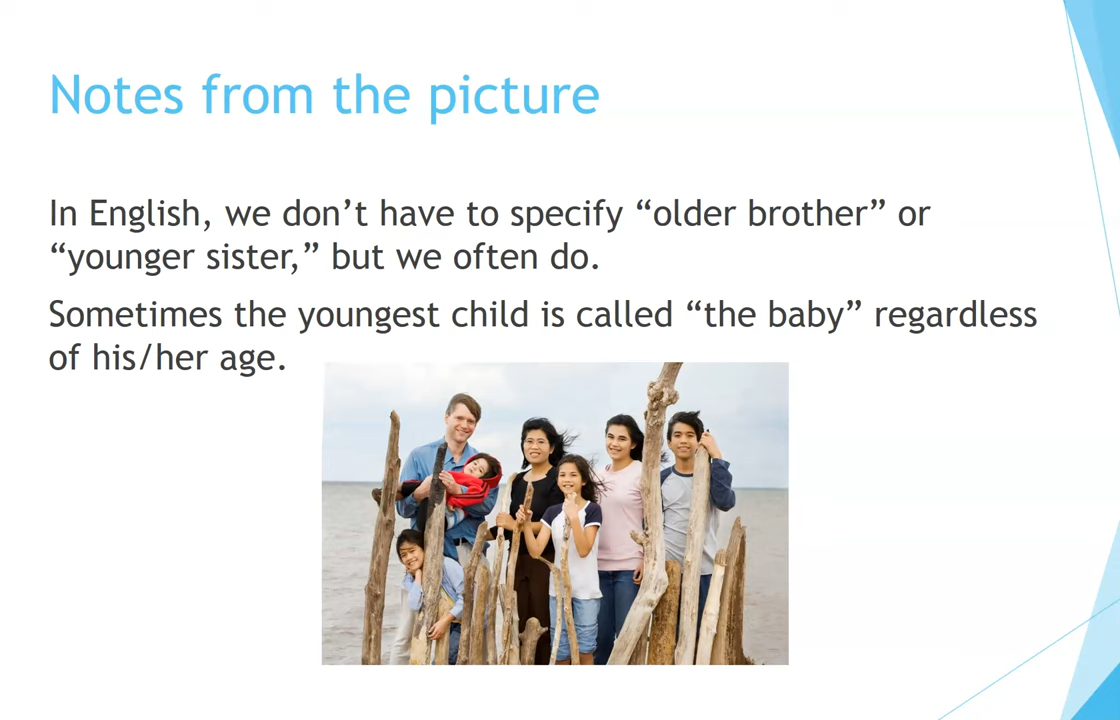 Notes from the picture
In English, we don’t have to specify “older brother” or
“younger sister,” but we often do.
Sometimes the youngest child is called “the baby” regardless
of his/her age.